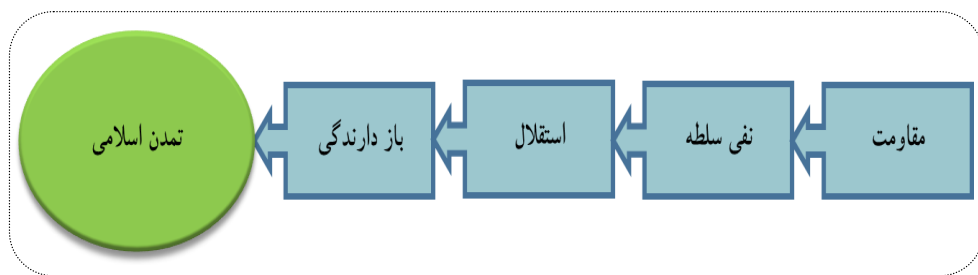 مقاومت
نفی سلطه
استقلال
باز دارندگی
تمدن اسلامی